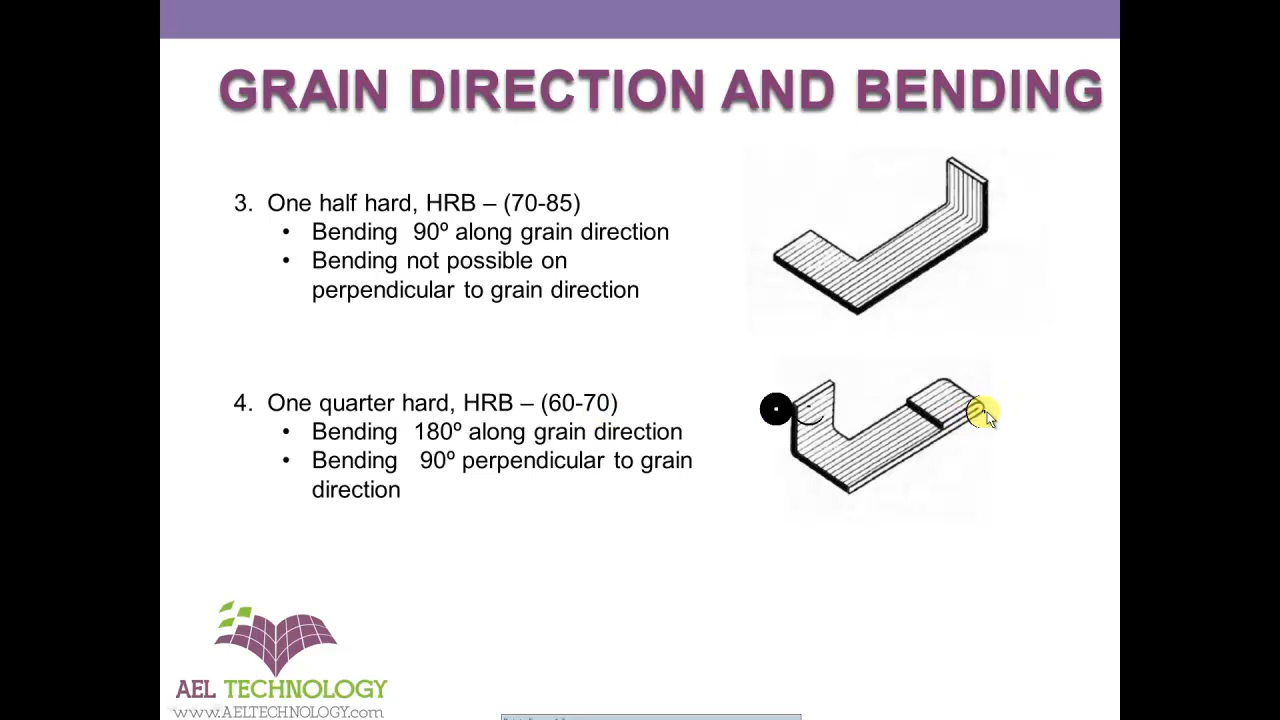 GRAIN DIRECTION AND BENDING
3. One half hard, HRB – (70-85)
• Bending 90º along grain direction
• Bending not possible on
perpendicular to grain direction
4. One quarter hard, HRB – (60-70)
• Bending 180º along grain direction
• Bending 90º perpendicular to grain
direction
AEL TECHNOLOGY
www.AELTECHNOLOGY.com